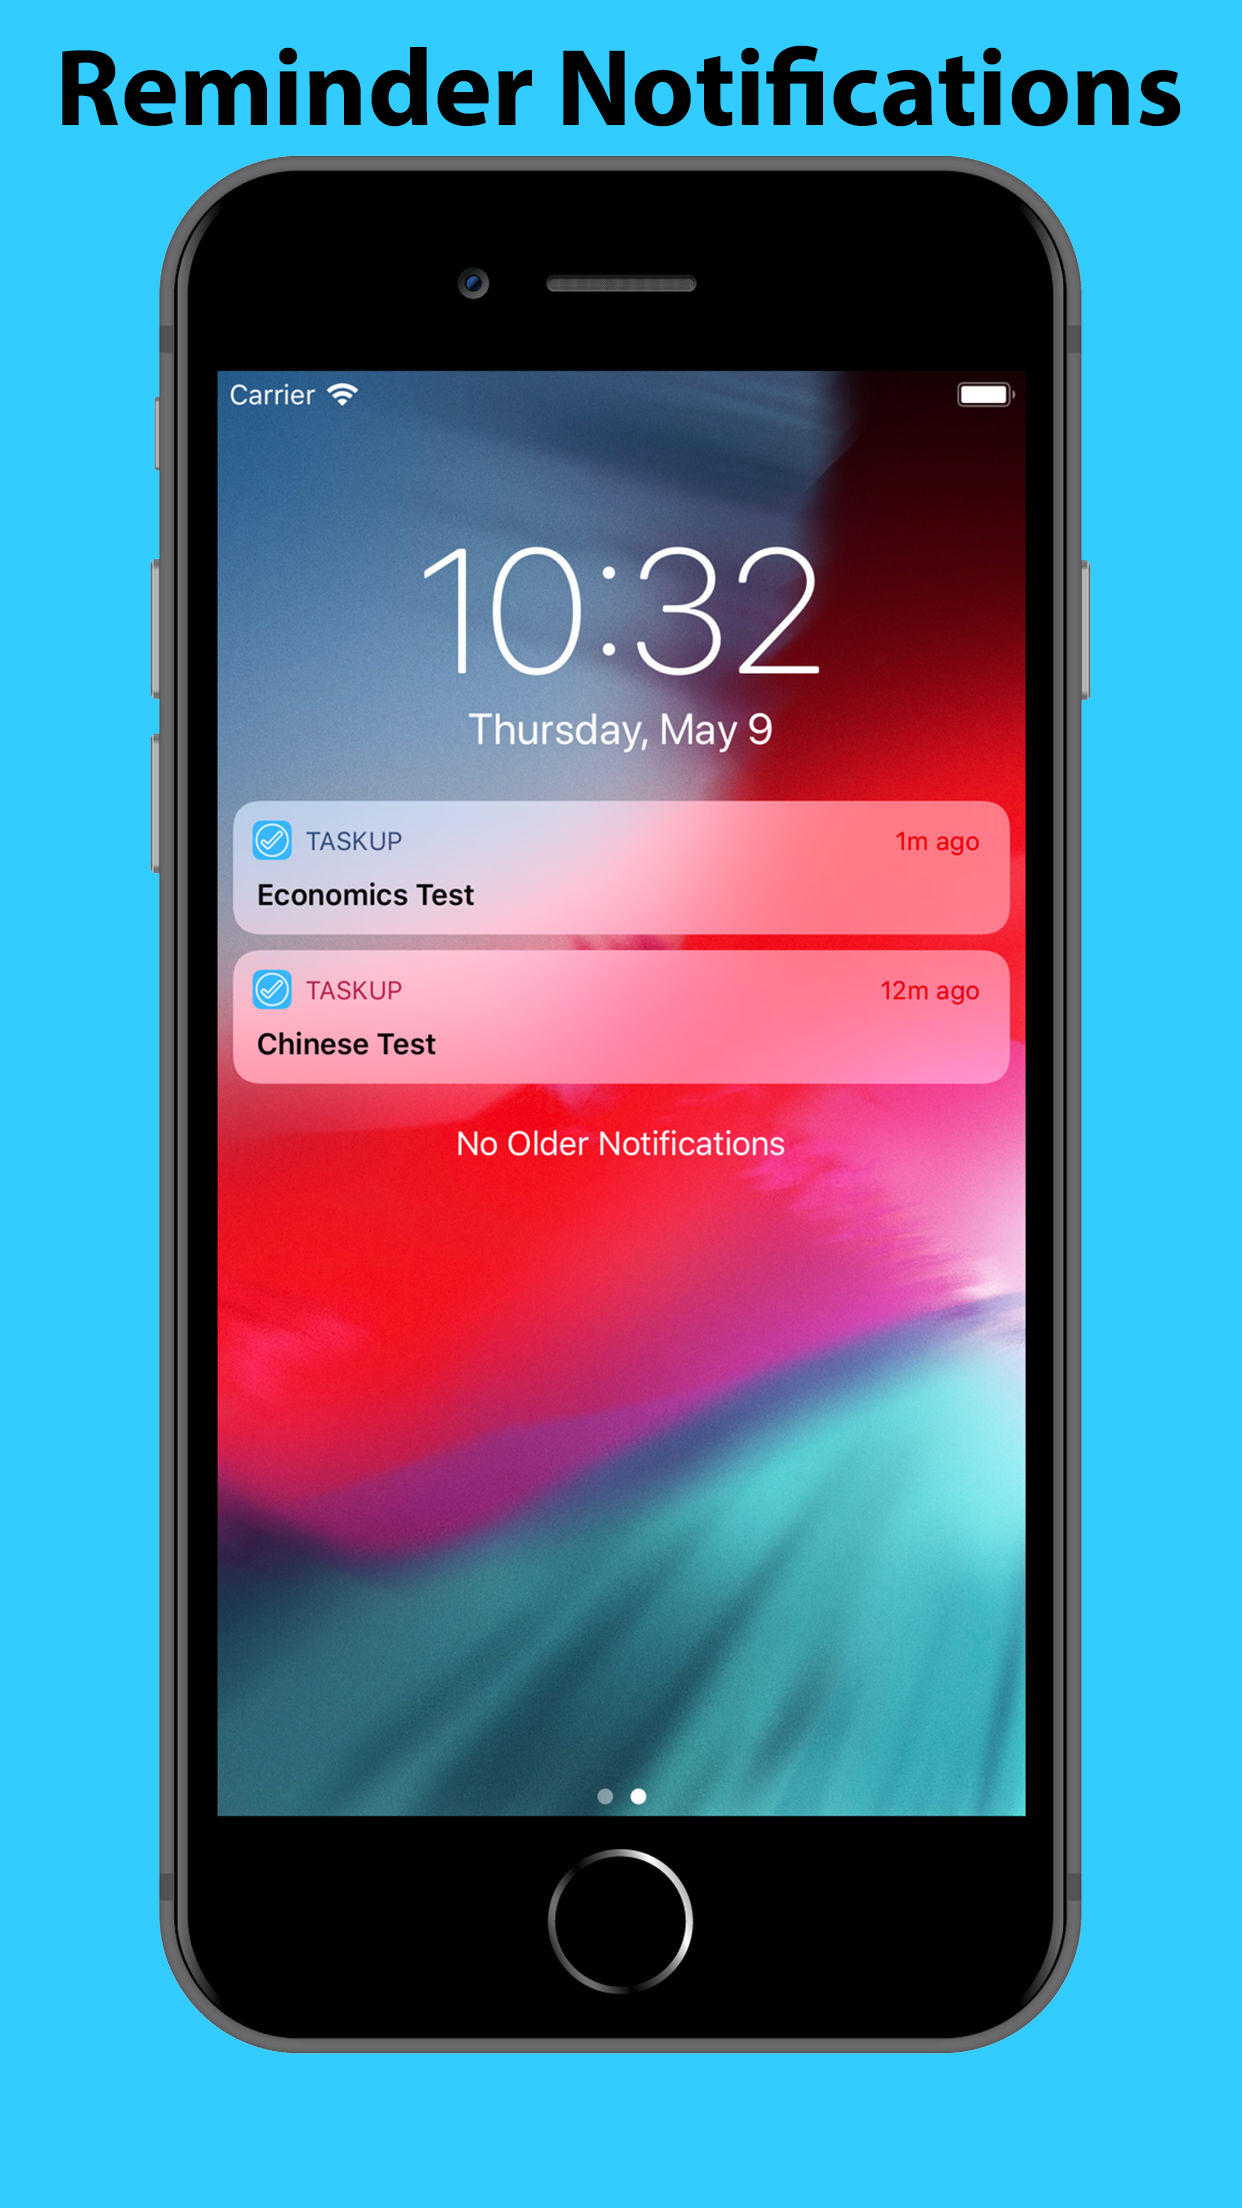 Reminder Notifications
Carrier
10:32
Thursday, May 9
TASKUP 1m ago
Economics Test
TASKUP 12m ago
Chinese Test
No Older Notifications